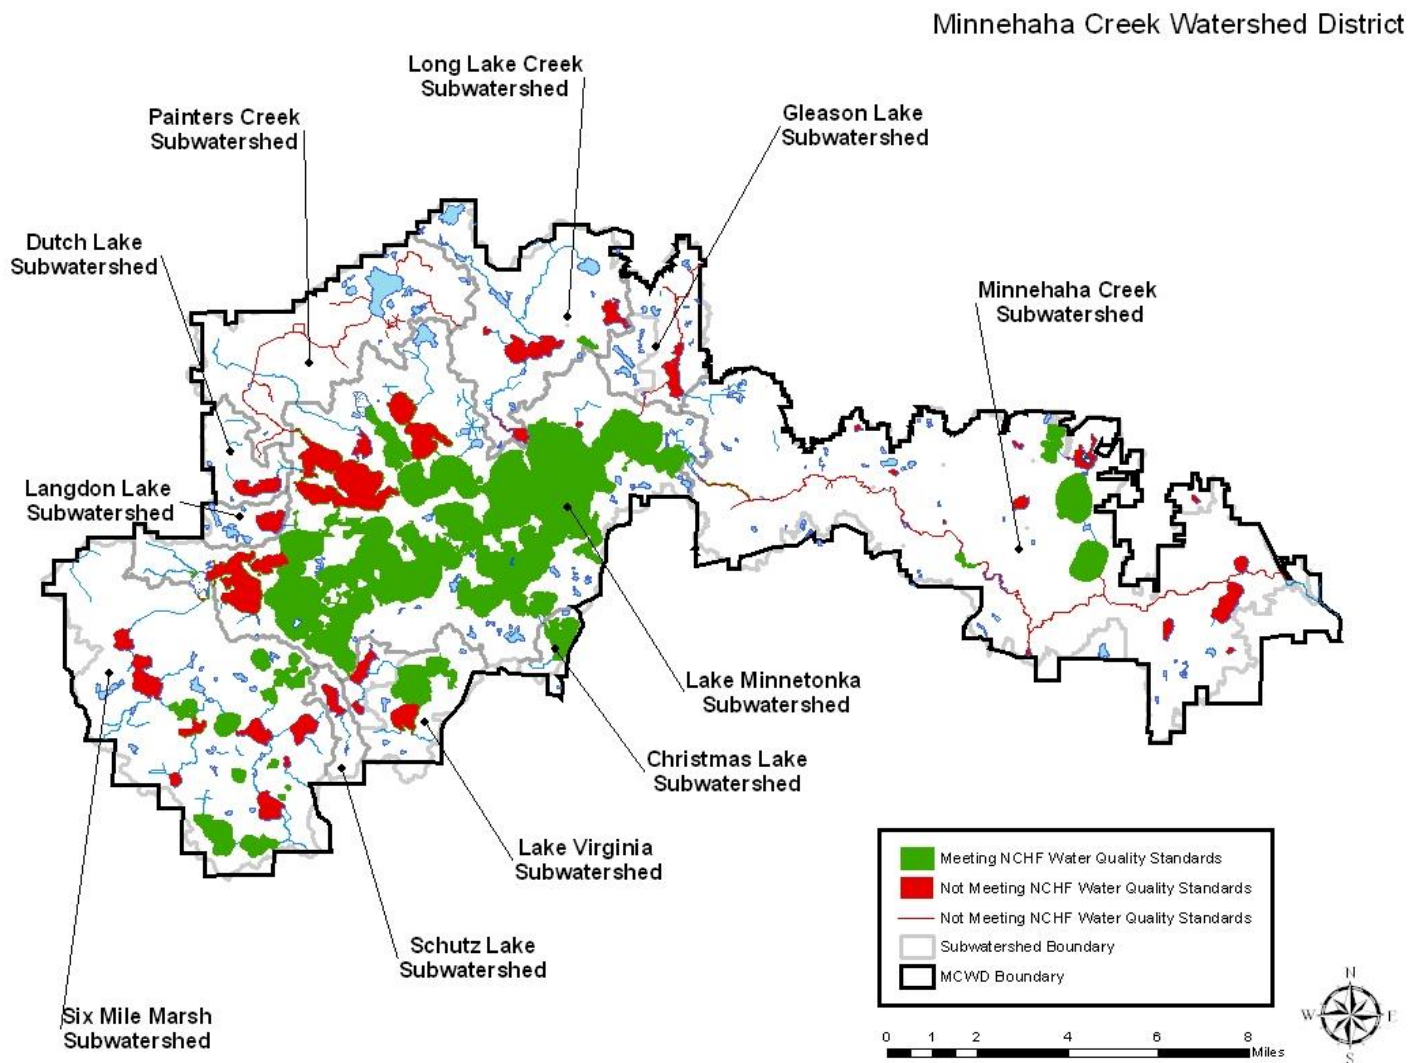 Minnehaha Creek Watershed District
Long Lake Creek
Subwatershed
Painters Creek
Subwatershed
Gleason Lake
Subwatershed
Dutch Lake
Subwatershed
Minnehaha Creek
Subwatershed
Langdon Lake
Subwatershed
Lake Minnetonka
Subwatershed
Christmas Lake
Subwatershed
Lake Virginia
Subwatershed
Schutz Lake
Subwatershed
Six Mile Marsh
Subwatershed
Meeting NCHF Water Quality Standards
Not Meeting NCHF Water Quality Standards
Not Meeting NCHF Water Quality Standards
Subwatershed Boundary
MCWD Boundary
N
W E
S
0 1 2 4 6 8
Miles